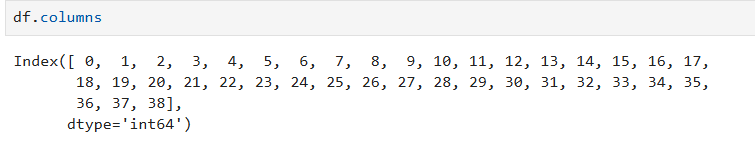 df.columns
Index([ 0,  1,  2,  3,  4,  5,  6,  7,  8,  9, 10, 11, 12, 13, 14, 15, 16, 17,
       18, 19, 20, 21, 22, 23, 24, 25, 26, 27, 28, 29, 30, 31, 32, 33, 34, 35,
       36, 37, 38],
      dtype='int64')